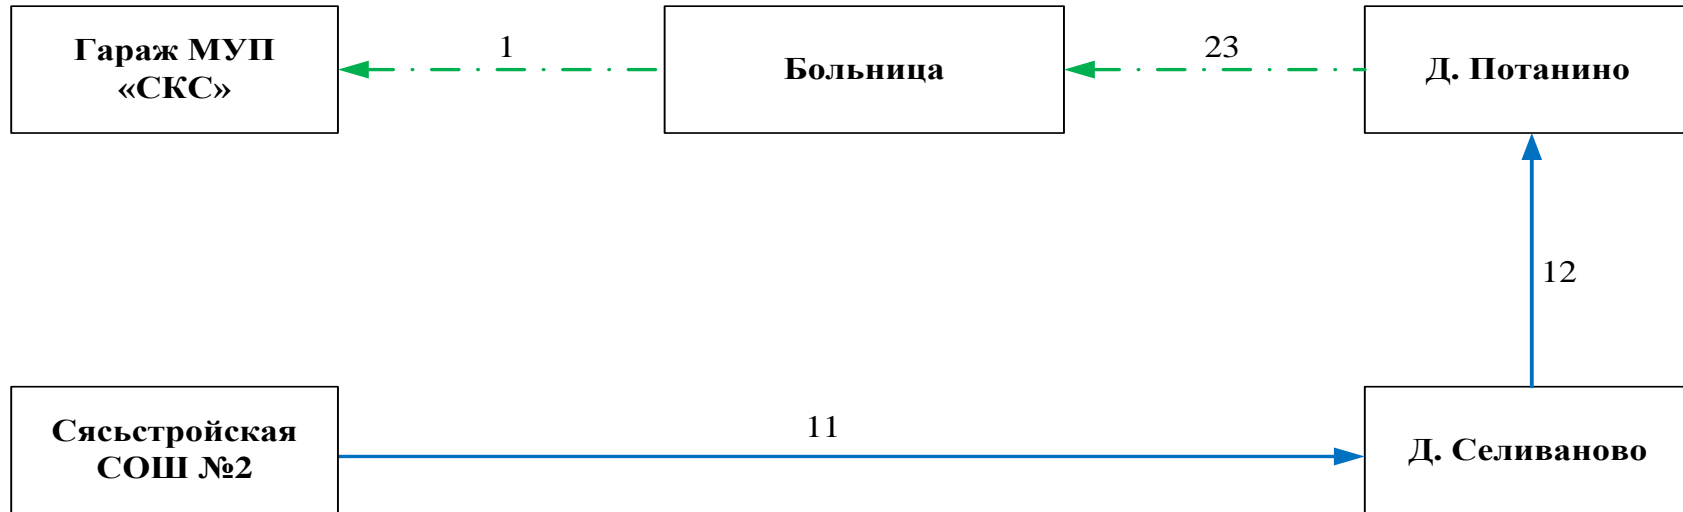 Гараж МУП
«СКС»
1
Больница
23
Д. Потанино
12
Сясьстройская
СОШ №2
11
Д. Селиваново